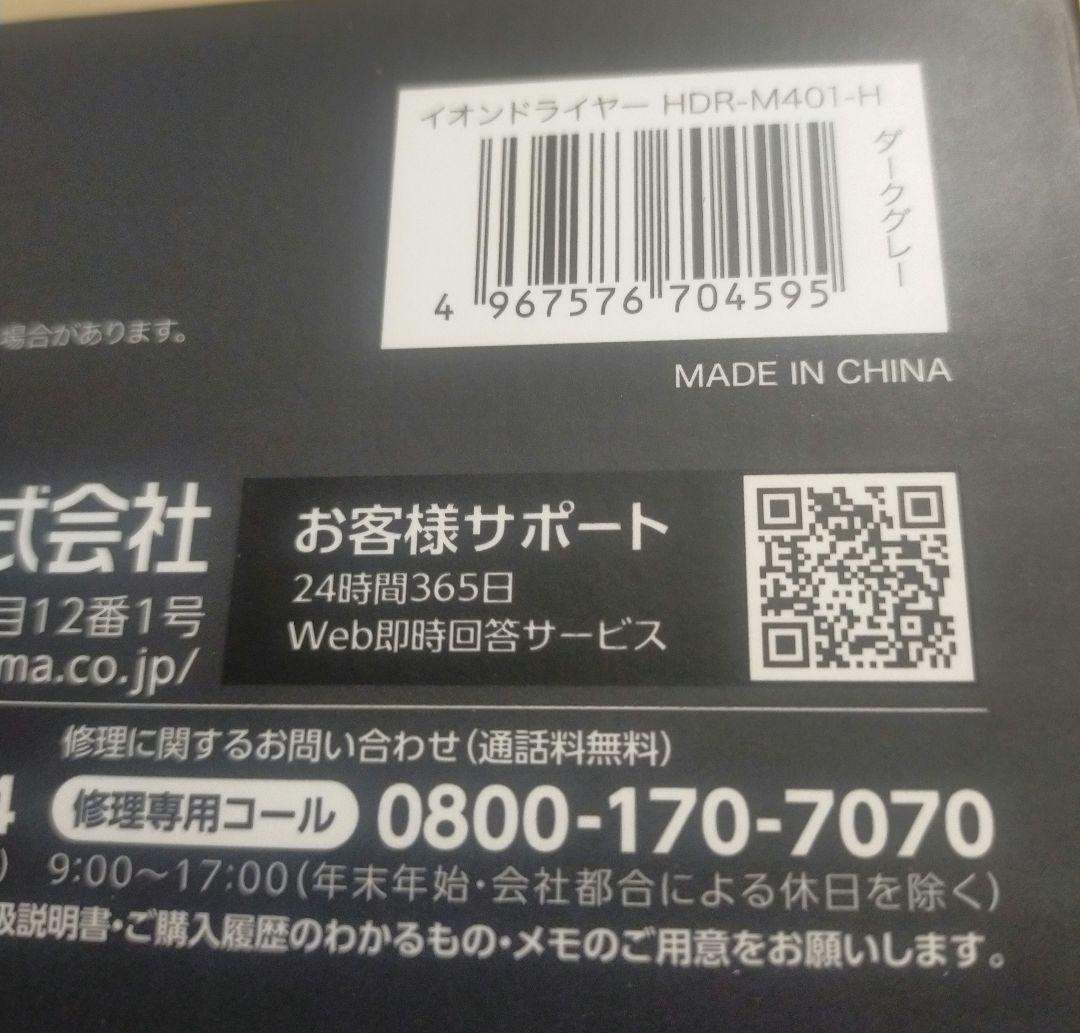 イオンドライヤー HDR-M401-H
ダークグレー
4 967576 704595
場合があります。
MADE IN CHINA
式会社
目12番1号
ma.co.jp/
お客様サポート
24時間365日
Web即時回答サービス
修理に関するお問い合わせ(通話料無料)
4
修理専用コール 0800-170-7070
) 9:00～17:00(年末年始・会社都合による休日を除く)
扱説明書・ご購入履歴のわかるもの・メモのご用意をお願いします。